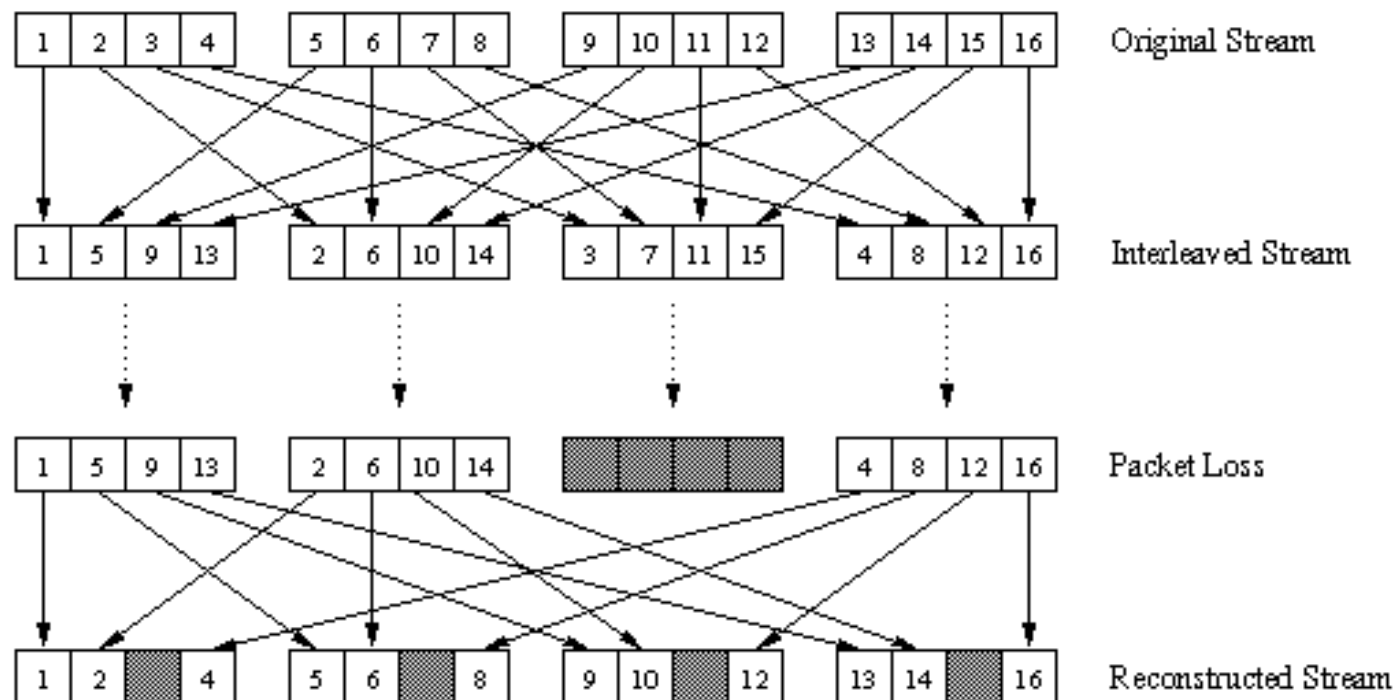 1 2 3 4 5 6 7 8 9 10 11 12 13 14 15 16 Original Stream
1 5 9 13 2 6 10 14 3 7 11 15 4 8 12 16 Interleaved Stream
1 5 9 13 2 6 10 14 4 8 12 16 Packet Loss
1 2 4 5 6 8 9 10 12 13 14 16 Reconstructed Stream